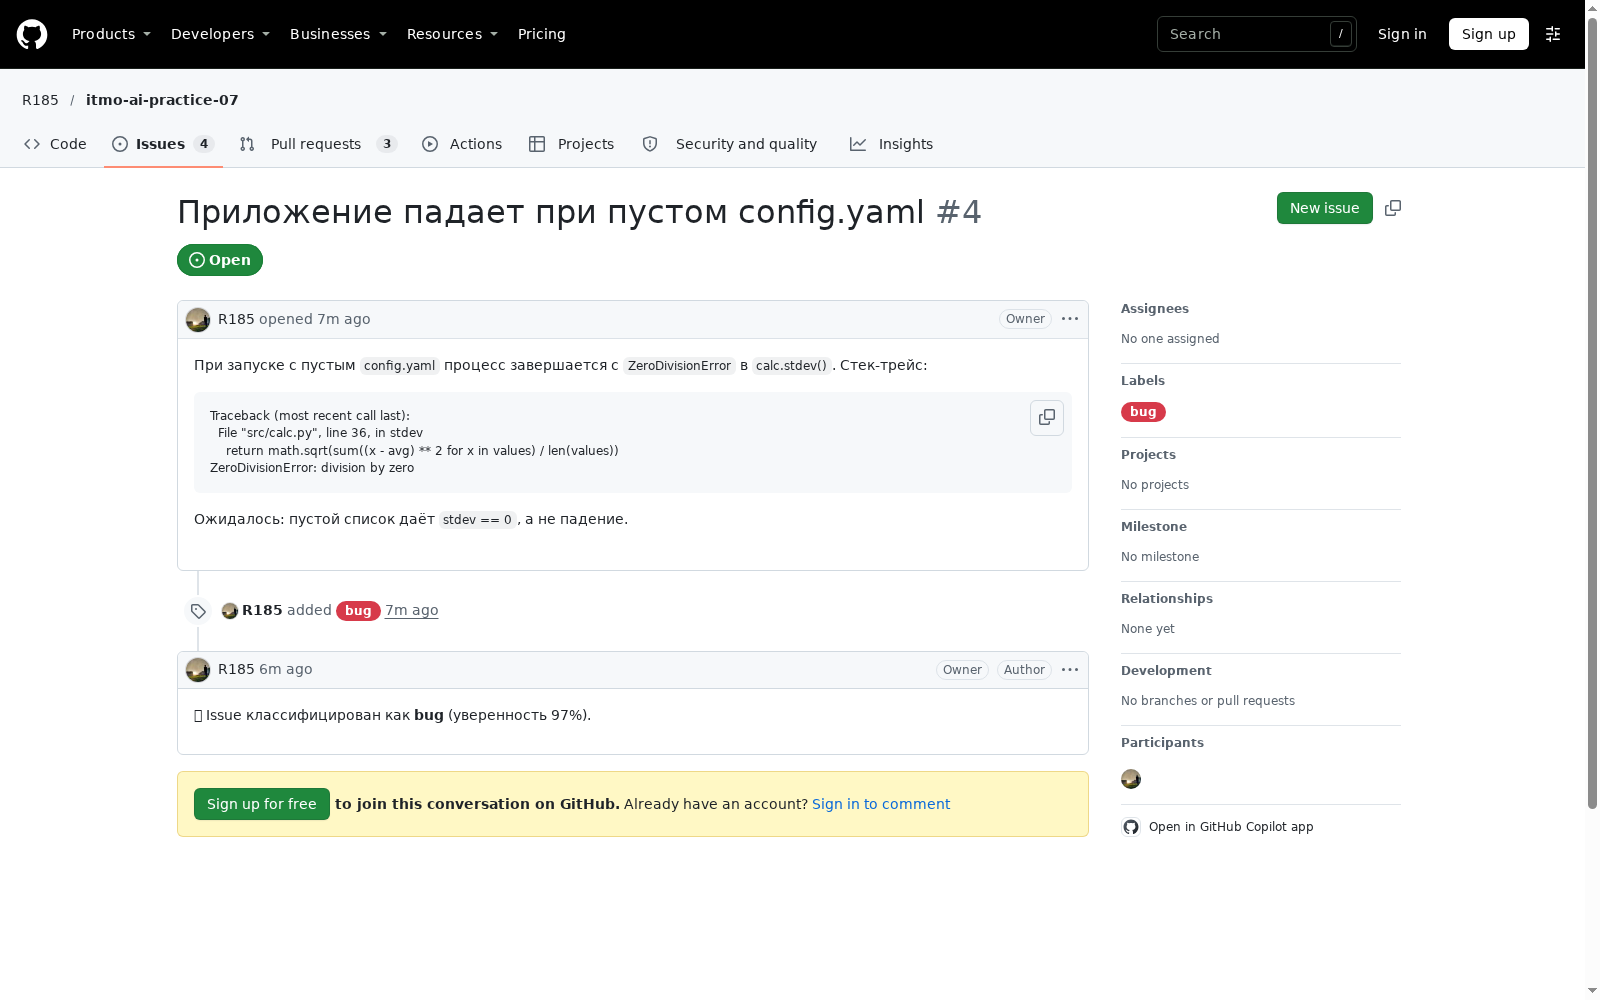 Products Developers Businesses Resources Pricing Search / Sign in Sign up
R185 / itmo-ai-practice-07
Code Issues 4 Pull requests 3 Actions Projects Security and quality Insights
Приложение падает при пустом config.yaml #4
New issue
Open
R185 opened 7m ago Owner
При запуске с пустым config.yaml процесс завершается с ZeroDivisionError в calc.stdev(). Стек-трейс:
Traceback (most recent call last):
File "src/calc.py", line 36, in stdev
return math.sqrt(sum((x - avg) ** 2 for x in values) / len(values))
ZeroDivisionError: division by zero
Ожидалось: пустой список даёт stdev == 0, а не падение.
R185 added bug 7m ago
R185 6m ago Owner Author
Issue классифицирован как bug (уверенность 97%).
Sign up for free to join this conversation on GitHub. Already have an account? Sign in to comment
Assignees
No one assigned
Labels
bug
Projects
No projects
Milestone
No milestone
Relationships
None yet
Development
No branches or pull requests
Participants
Open in GitHub Copilot app